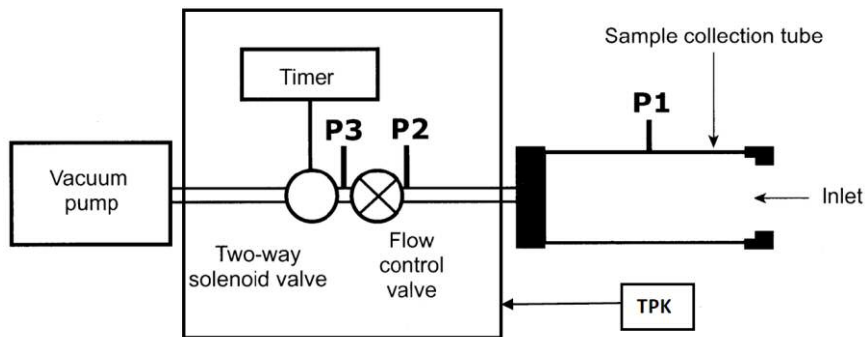 Sample collection tube
Timer
P1
P3
P2
Vacuum
pump
Inlet
Two-way
solenoid valve
Flow
control
valve
TPK